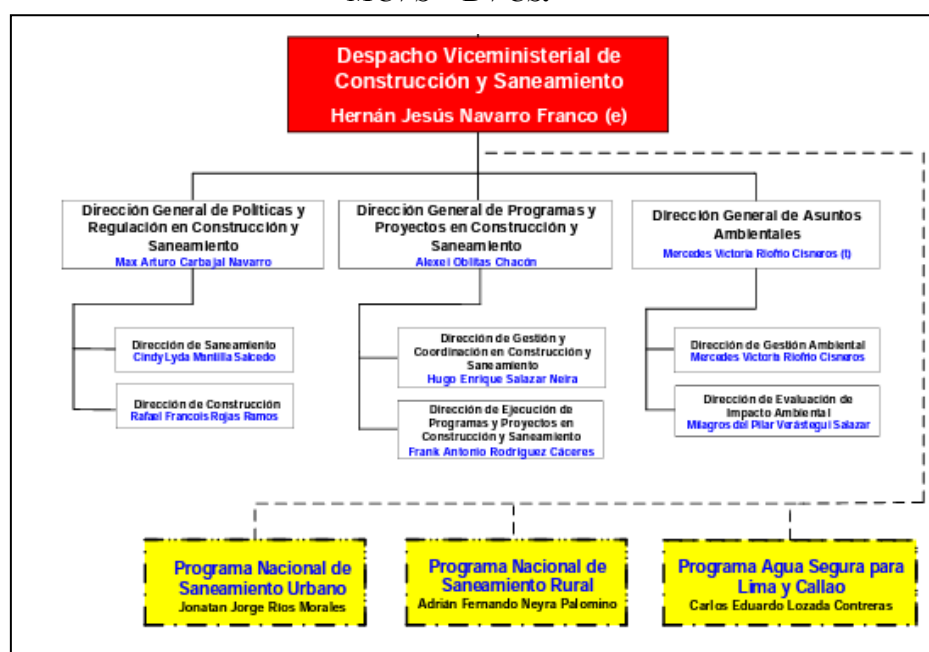 Despacho Viceministerial de
Construcción y Saneamiento
Hernán Jesús Navarro Franco (e)
Dirección General de Políticas y
Regulación en Construcción y
Saneamiento
Max Arturo Carbajal Navarro
Dirección General de Programas y
Proyectos en Construcción y
Saneamiento
Alexei Oblitas Chacón
Dirección General de Asuntos
Ambientales
Mercedes Victoria Riofrio Cisneros (t)
Dirección de Saneamiento
Cindy Lyda Mantilla Salcedo
Dirección de Construcción
Rafael Francois Rojas Ramos
Dirección de Gestión y
Coordinación en Construcción y
Saneamiento
Hugo Enrique Salazar Neira
Dirección de Ejecución de
Programas y Proyectos en
Construcción y Saneamiento
Frank Antonio Rodriguez Cáceres
Dirección de Gestión Ambiental
Mercedes Victoria Riofrio Cisneros
Dirección de Evaluación de
Impacto Ambiental
Milagros del Pilar Verástegui Salazar
Programa Nacional de
Saneamiento Urbano
Jonatan Jorge Ríos Morales
Programa Nacional de
Saneamiento Rural
Adrián Fernando Neyra Palomino
Programa Agua Segura para
Lima y Callao
Carlos Eduardo Lozada Contreras